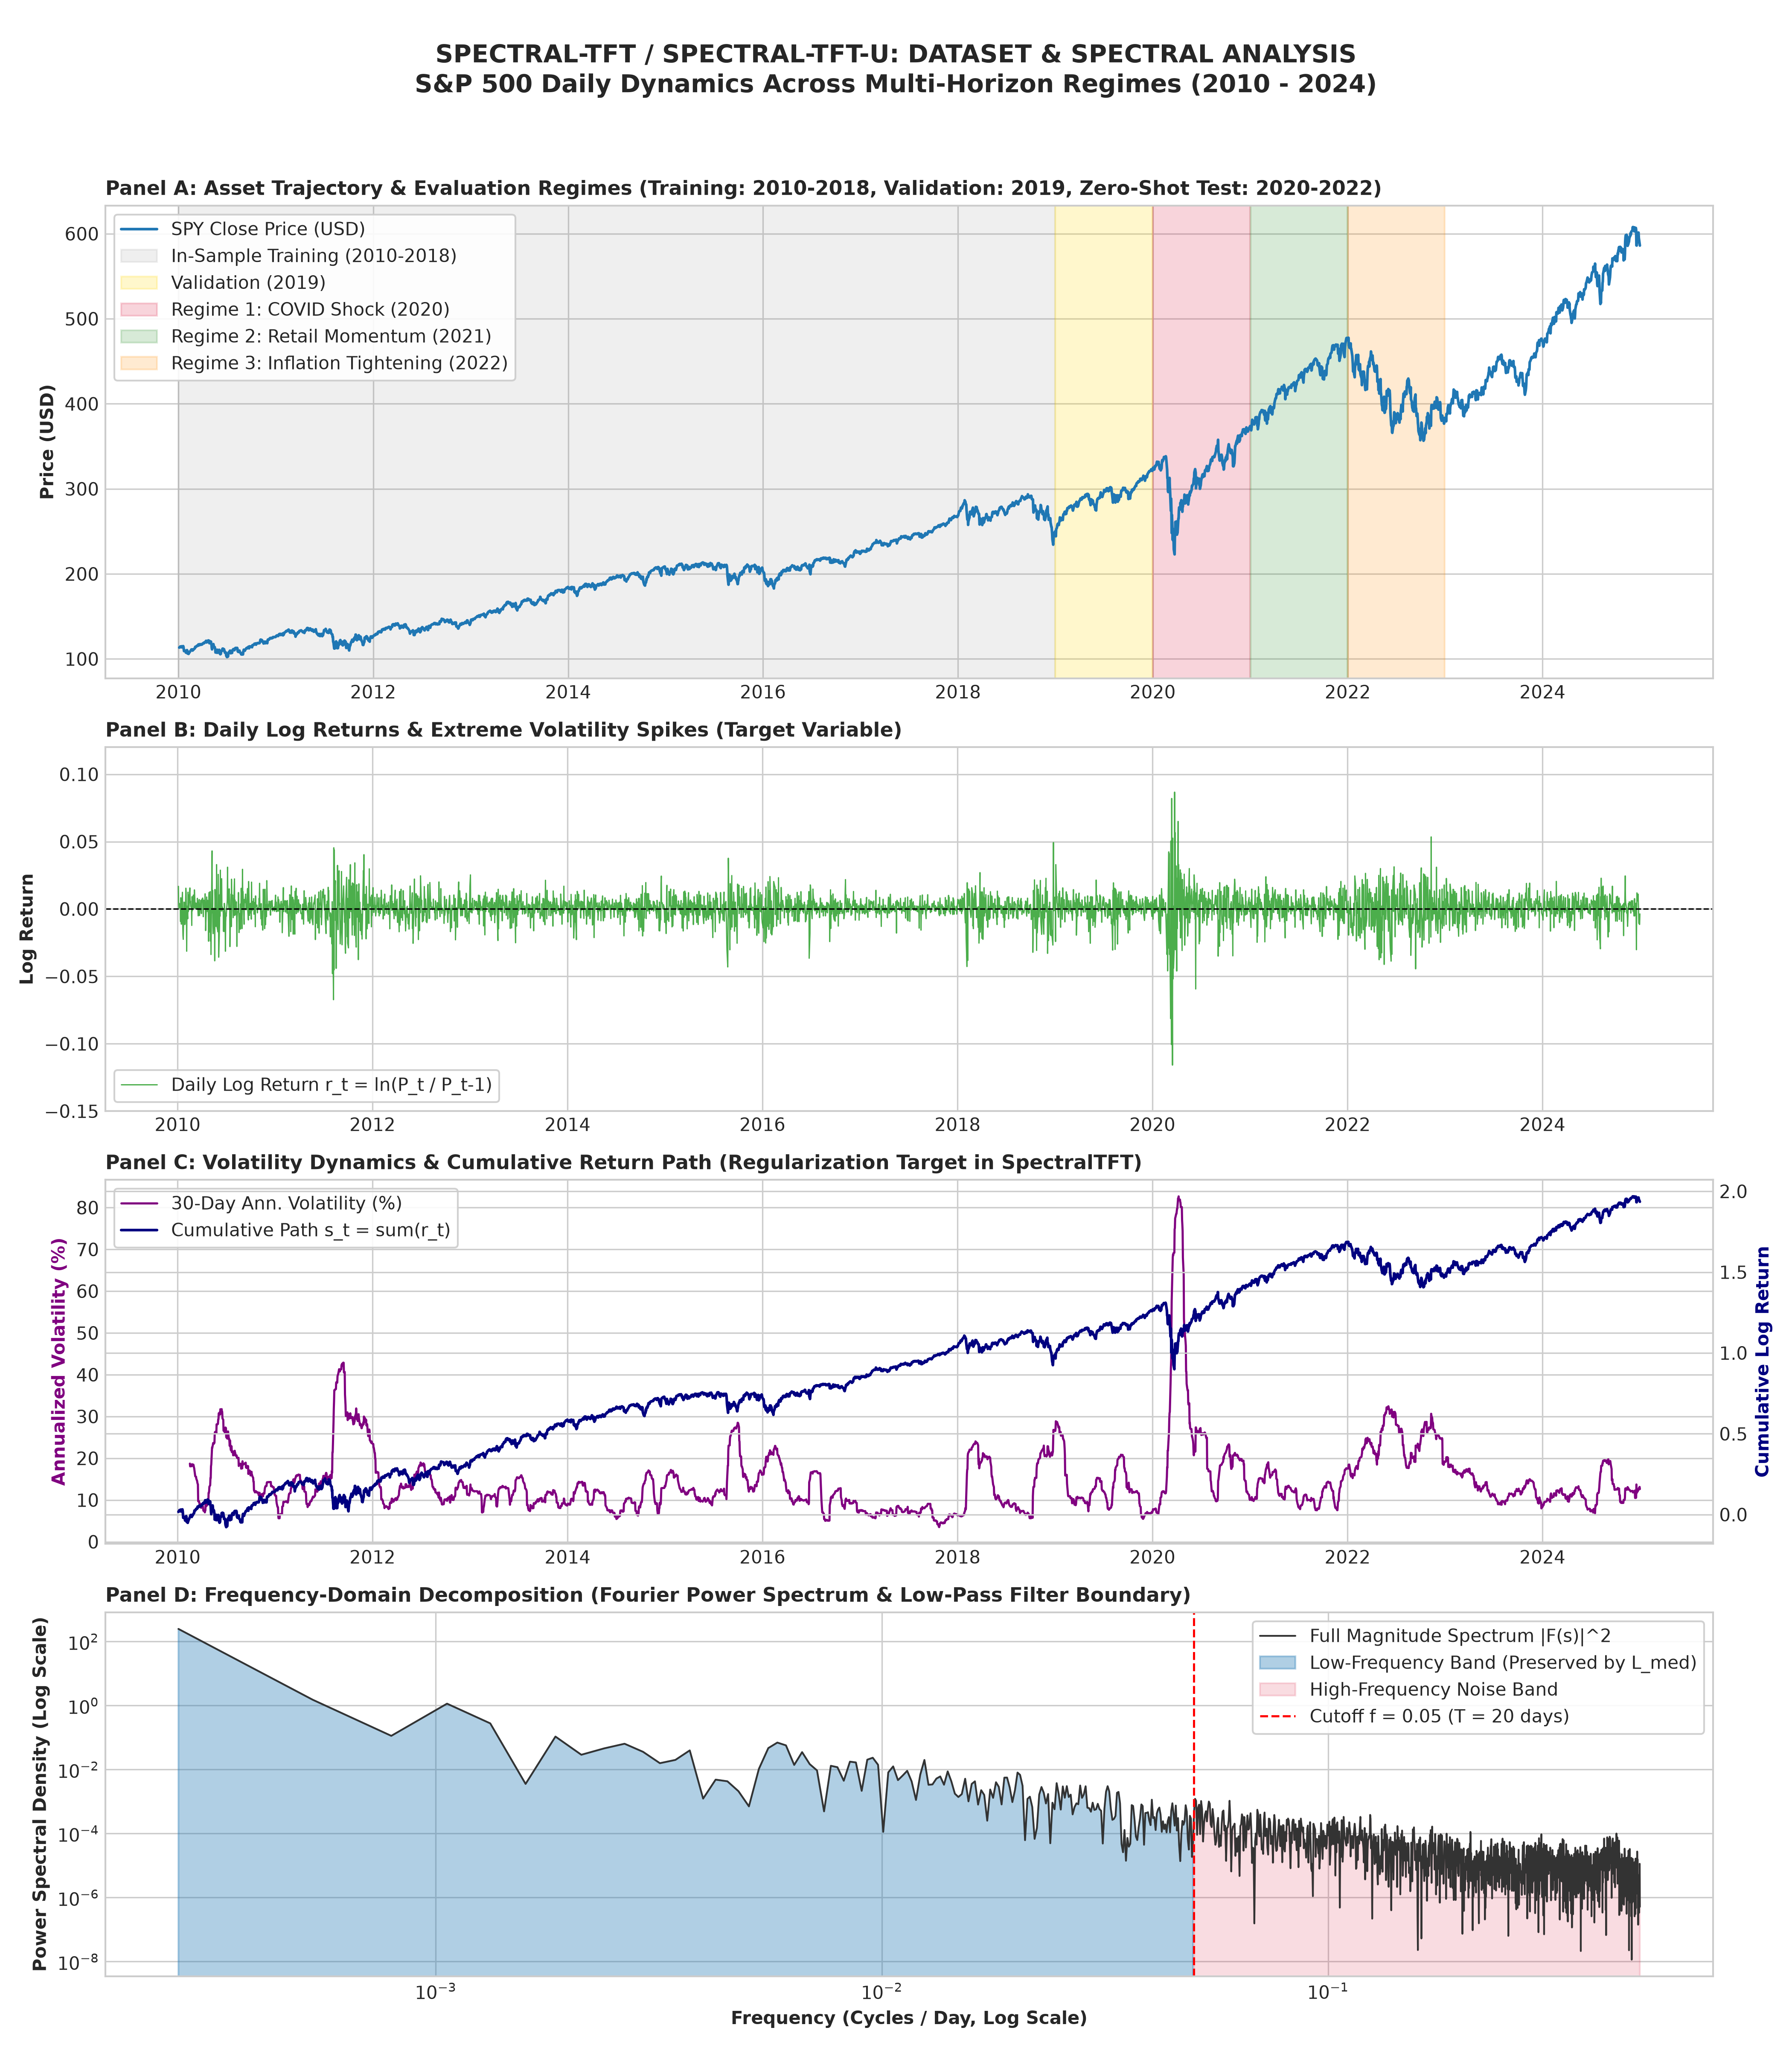 SPECTRAL-TFT / SPECTRAL-TFT-U: DATASET & SPECTRAL ANALYSIS
S&P 500 Daily Dynamics Across Multi-Horizon Regimes (2010 - 2024)
Panel A: Asset Trajectory & Evaluation Regimes (Training: 2010-2018, Validation: 2019, Zero-Shot Test: 2020-2022)
SPY Close Price (USD)
In-Sample Training (2010-2018)
Validation (2019)
Regime 1: COVID Shock (2020)
Regime 2: Retail Momentum (2021)
Regime 3: Inflation Tightening (2022)
Price (USD)
600
500
400
300
200
100
2010 2012 2014 2016 2018 2020 2022 2024
Panel B: Daily Log Returns & Extreme Volatility Spikes (Target Variable)
Log Return
0.10
0.05
0.00
−0.05
−0.10
−0.15
Daily Log Return r_t = ln(P_t / P_t-1)
2010 2012 2014 2016 2018 2020 2022 2024
Panel C: Volatility Dynamics & Cumulative Return Path (Regularization Target in SpectralTFT)
30-Day Ann. Volatility (%)
Cumulative Path s_t = sum(r_t)
Annualized Volatility (%)
80
70
60
50
40
30
20
10
0
2.0
1.5
1.0
0.5
0.0
Cumulative Log Return
2010 2012 2014 2016 2018 2020 2022 2024
Panel D: Frequency-Domain Decomposition (Fourier Power Spectrum & Low-Pass Filter Boundary)
Full Magnitude Spectrum |F(s)|^2
Low-Frequency Band (Preserved by L_med)
High-Frequency Noise Band
Cutoff f = 0.05 (T = 20 days)
Power Spectral Density (Log Scale)
10²
10⁰
10⁻²
10⁻⁴
10⁻⁶
10⁻⁸
10⁻³ 10⁻² 10⁻¹
Frequency (Cycles / Day, Log Scale)